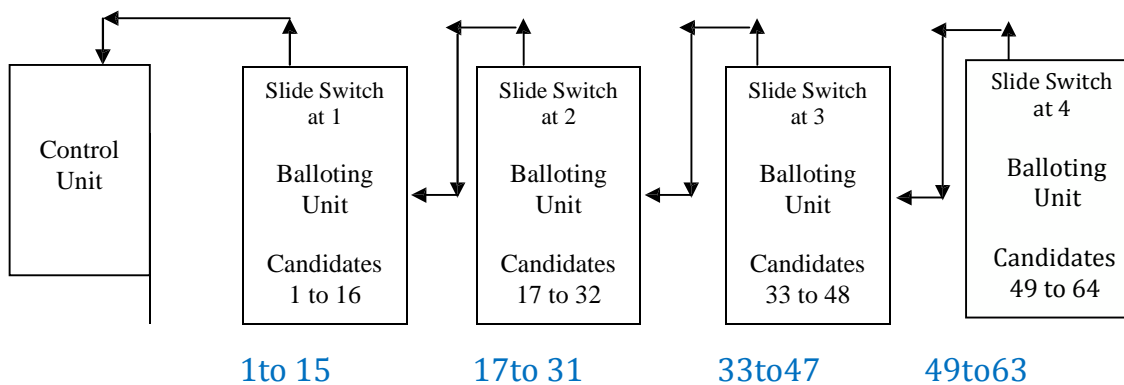 Control
Unit
Slide Switch
at 1
Balloting
Unit
Candidates
1 to 16
Slide Switch
at 2
Balloting
Unit
Candidates
17 to 32
Slide Switch
at 3
Balloting
Unit
Candidates
33 to 48
Slide Switch
at 4
Balloting
Unit
Candidates
49 to 64
1to 15
17to 31
33to47
49to63